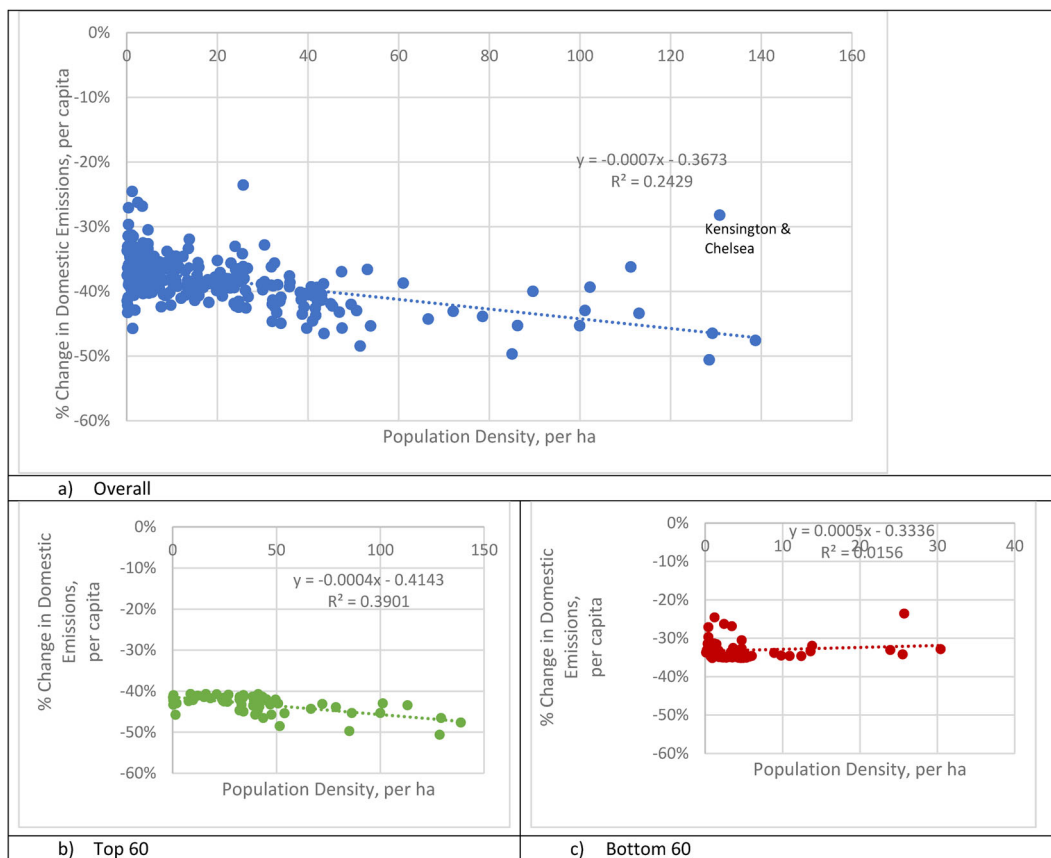 0%
0 20 40 60 80 100 120 140 160
-10%
-20%
-30%
-40%
-50%
-60%
% Change in Domestic Emissions, per capita
y = -0.0007x - 0.3673
R² = 0.2429
Kensington &
Chelsea
Population Density, per ha
a) Overall
0%
0 50 100 150
-10%
-20%
-30%
-40%
-50%
-60%
% Change in Domestic
Emissions,
per capita
y = -0.0004x - 0.4143
R² = 0.3901
Population Density, per ha
0%
0 10 20 30 40
-10%
-20%
-30%
-40%
-50%
-60%
% Change in Domestic
Emissions,
per capita
y = 0.0005x - 0.3336
R² = 0.0156
Population Density, per ha
b) Top 60
c) Bottom 60